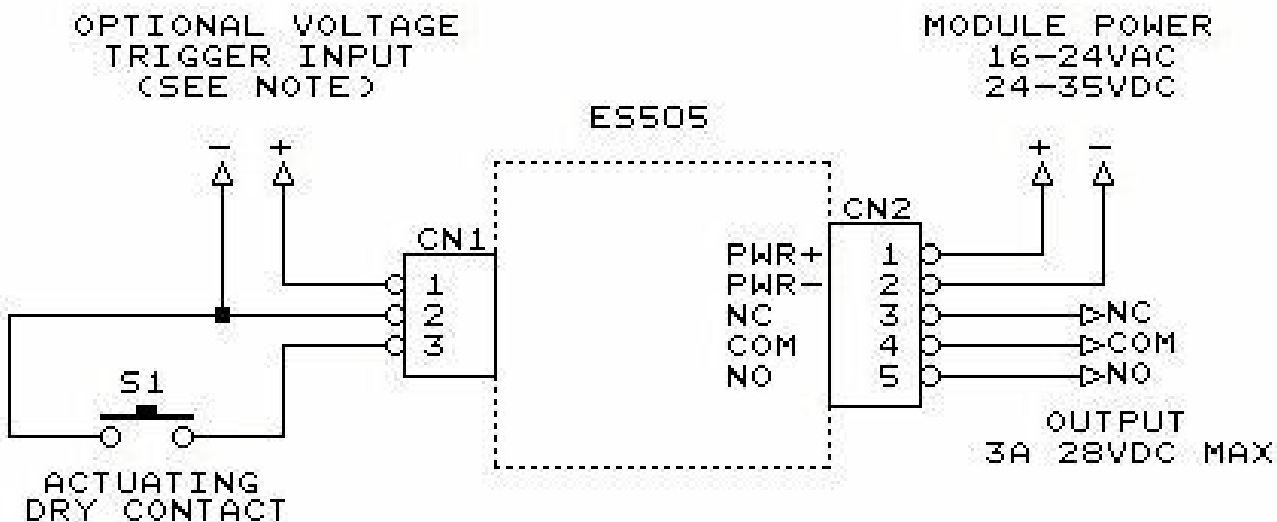 OPTIONAL VOLTAGE
TRIGGER INPUT
(SEE NOTE)
- +
MODULE POWER
16-24VAC
24-35VDC
+ -
ES505
CN1
1
2
3
S1
ACTUATING
DRY CONTACT
CN2
PWR+ 1
PWR- 2
NC 3 NC
COM 4 COM
NO 5 NO
OUTPUT
3A 28VDC MAX